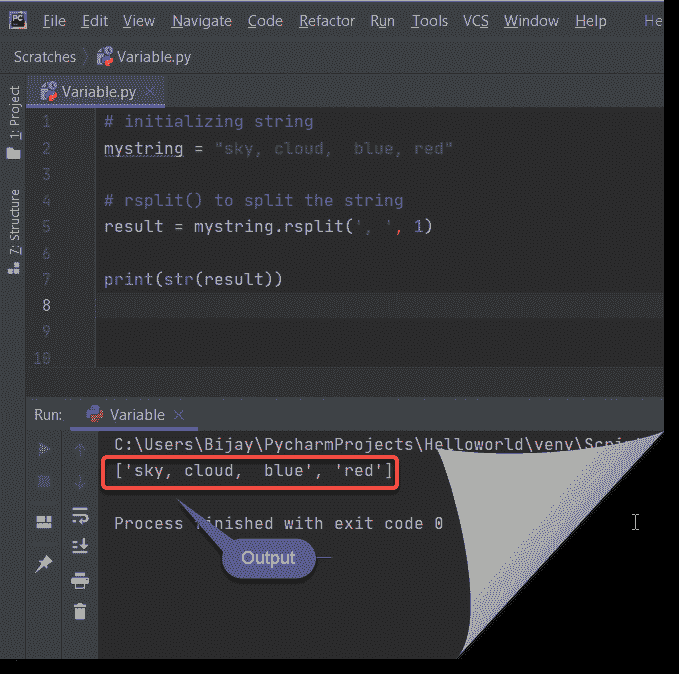 PC File Edit View Navigate Code Refactor Run Tools VCS Window Help He
Scratches Variable.py
Variable.py
1: Project
7: Structure
1 # initializing string
2 mystring = "sky, cloud,  blue, red"
3
4 # rsplit() to split the string
5 result = mystring.rsplit(', ', 1)
6
7 print(str(result))
8
9
10
Run: Variable
C:\Users\Bijay\PycharmProjects\Helloworld\venv\Script
['sky, cloud,  blue', 'red']
Process finished with exit code 0
Output